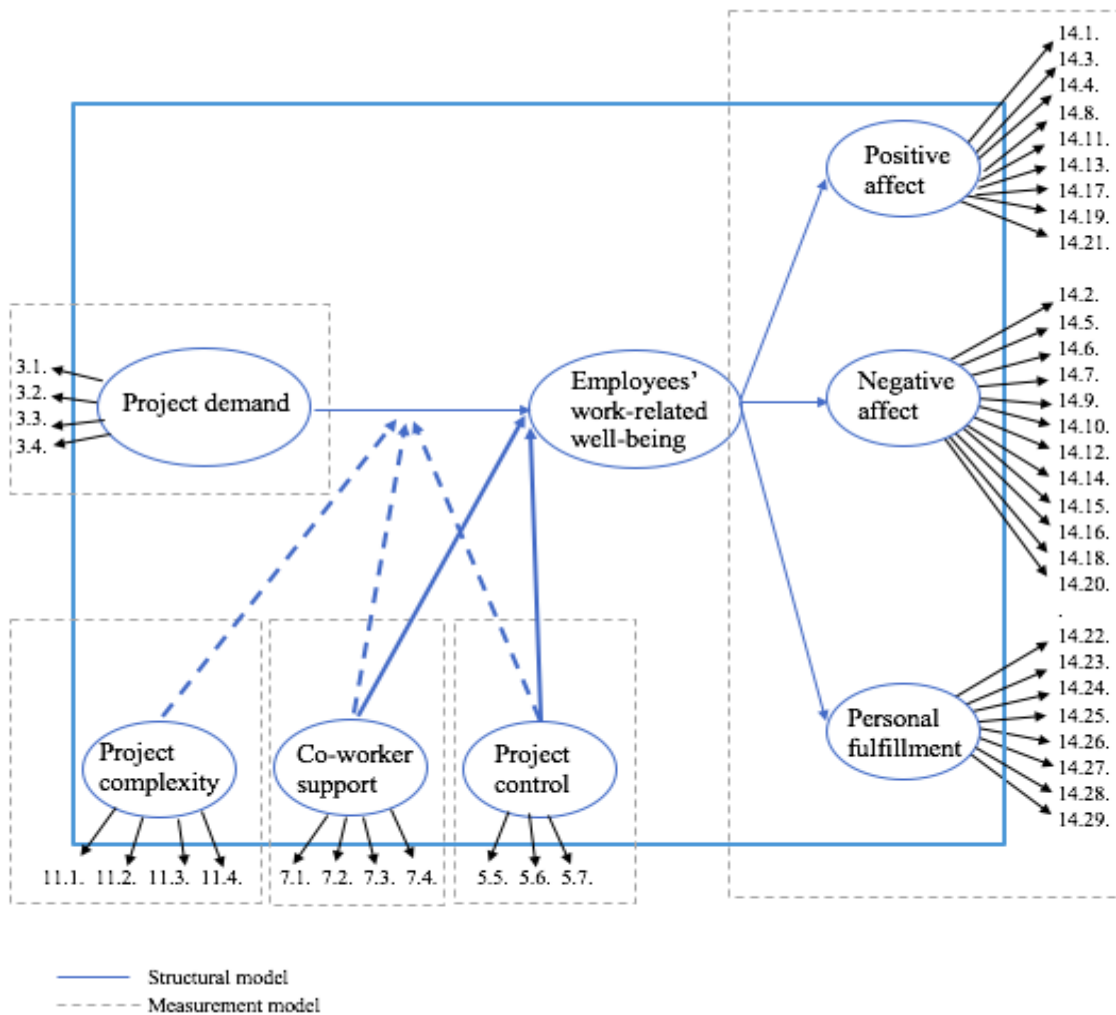 14.1.
14.3.
14.4.
14.8.
14.11.
14.13.
14.17.
14.19.
14.21.
Positive
affect
14.2.
14.5.
14.6.
14.7.
14.9.
14.10.
14.12.
14.14.
14.15.
14.16.
14.18.
14.20.
.
Negative
affect
3.1.
3.2.
3.3.
3.4.
Project demand
Employees’
work-related
well-being
14.22.
14.23.
14.24.
14.25.
14.26.
14.27.
14.28.
14.29.
Personal
fulfillment
Project
complexity
Co-worker
support
Project
control
11.1. 11.2. 11.3. 11.4.
7.1. 7.2. 7.3. 7.4.
5.5. 5.6. 5.7.
Structural model
Measurement model